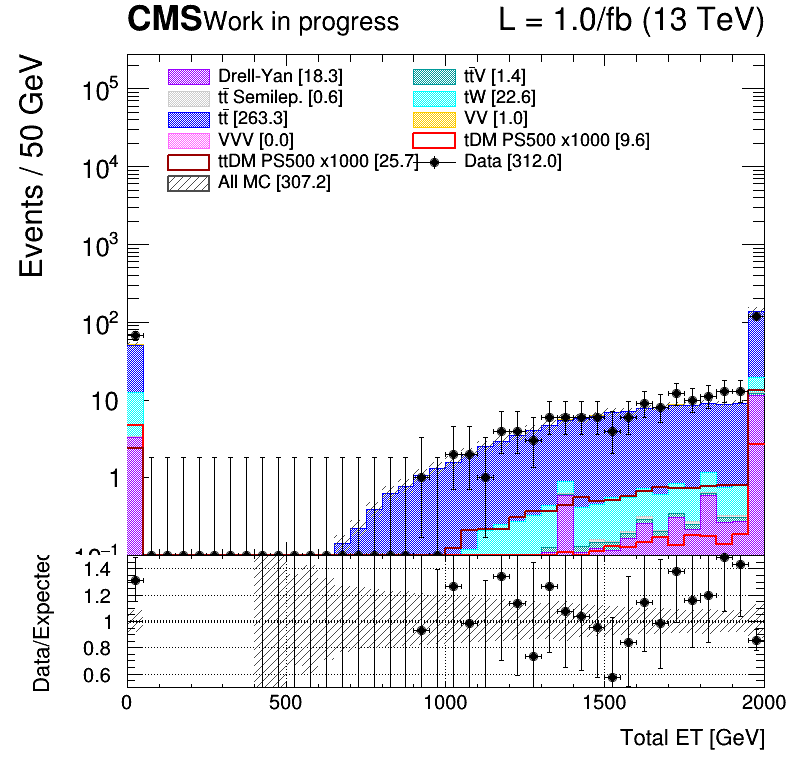 CMS Work in progress L = 1.0/fb (13 TeV)
Events / 50 GeV
10⁵
10⁴
10³
10²
10
1
10⁻¹
Drell-Yan [18.3] tt̄V [1.4]
tt̄ Semilep. [0.6] tW [22.6]
tt̄ [263.3] VV [1.0]
VVV [0.0] tDM PS500 x1000 [9.6]
ttDM PS500 x1000 [25.7] Data [312.0]
All MC [307.2]
Data/Expected
1.4
1.2
1
0.8
0.6
0 500 1000 1500 2000
Total ET [GeV]